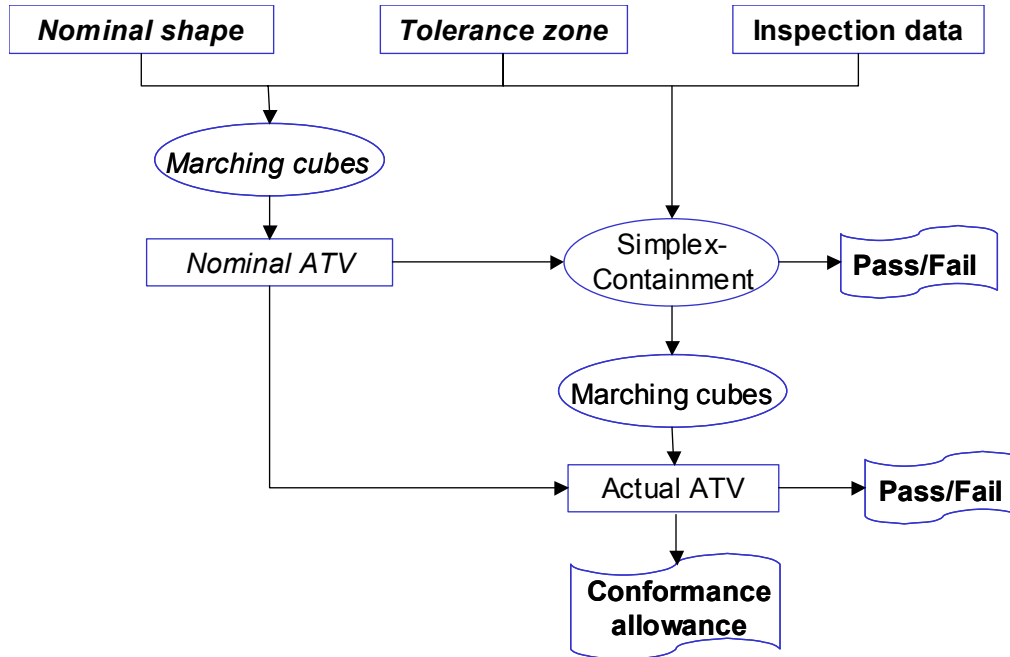 Nominal shape
Tolerance zone
Inspection data
Marching cubes
Nominal ATV
Simplex-
Containment
Pass/Fail
Marching cubes
Actual ATV
Pass/Fail
Conformance
allowance